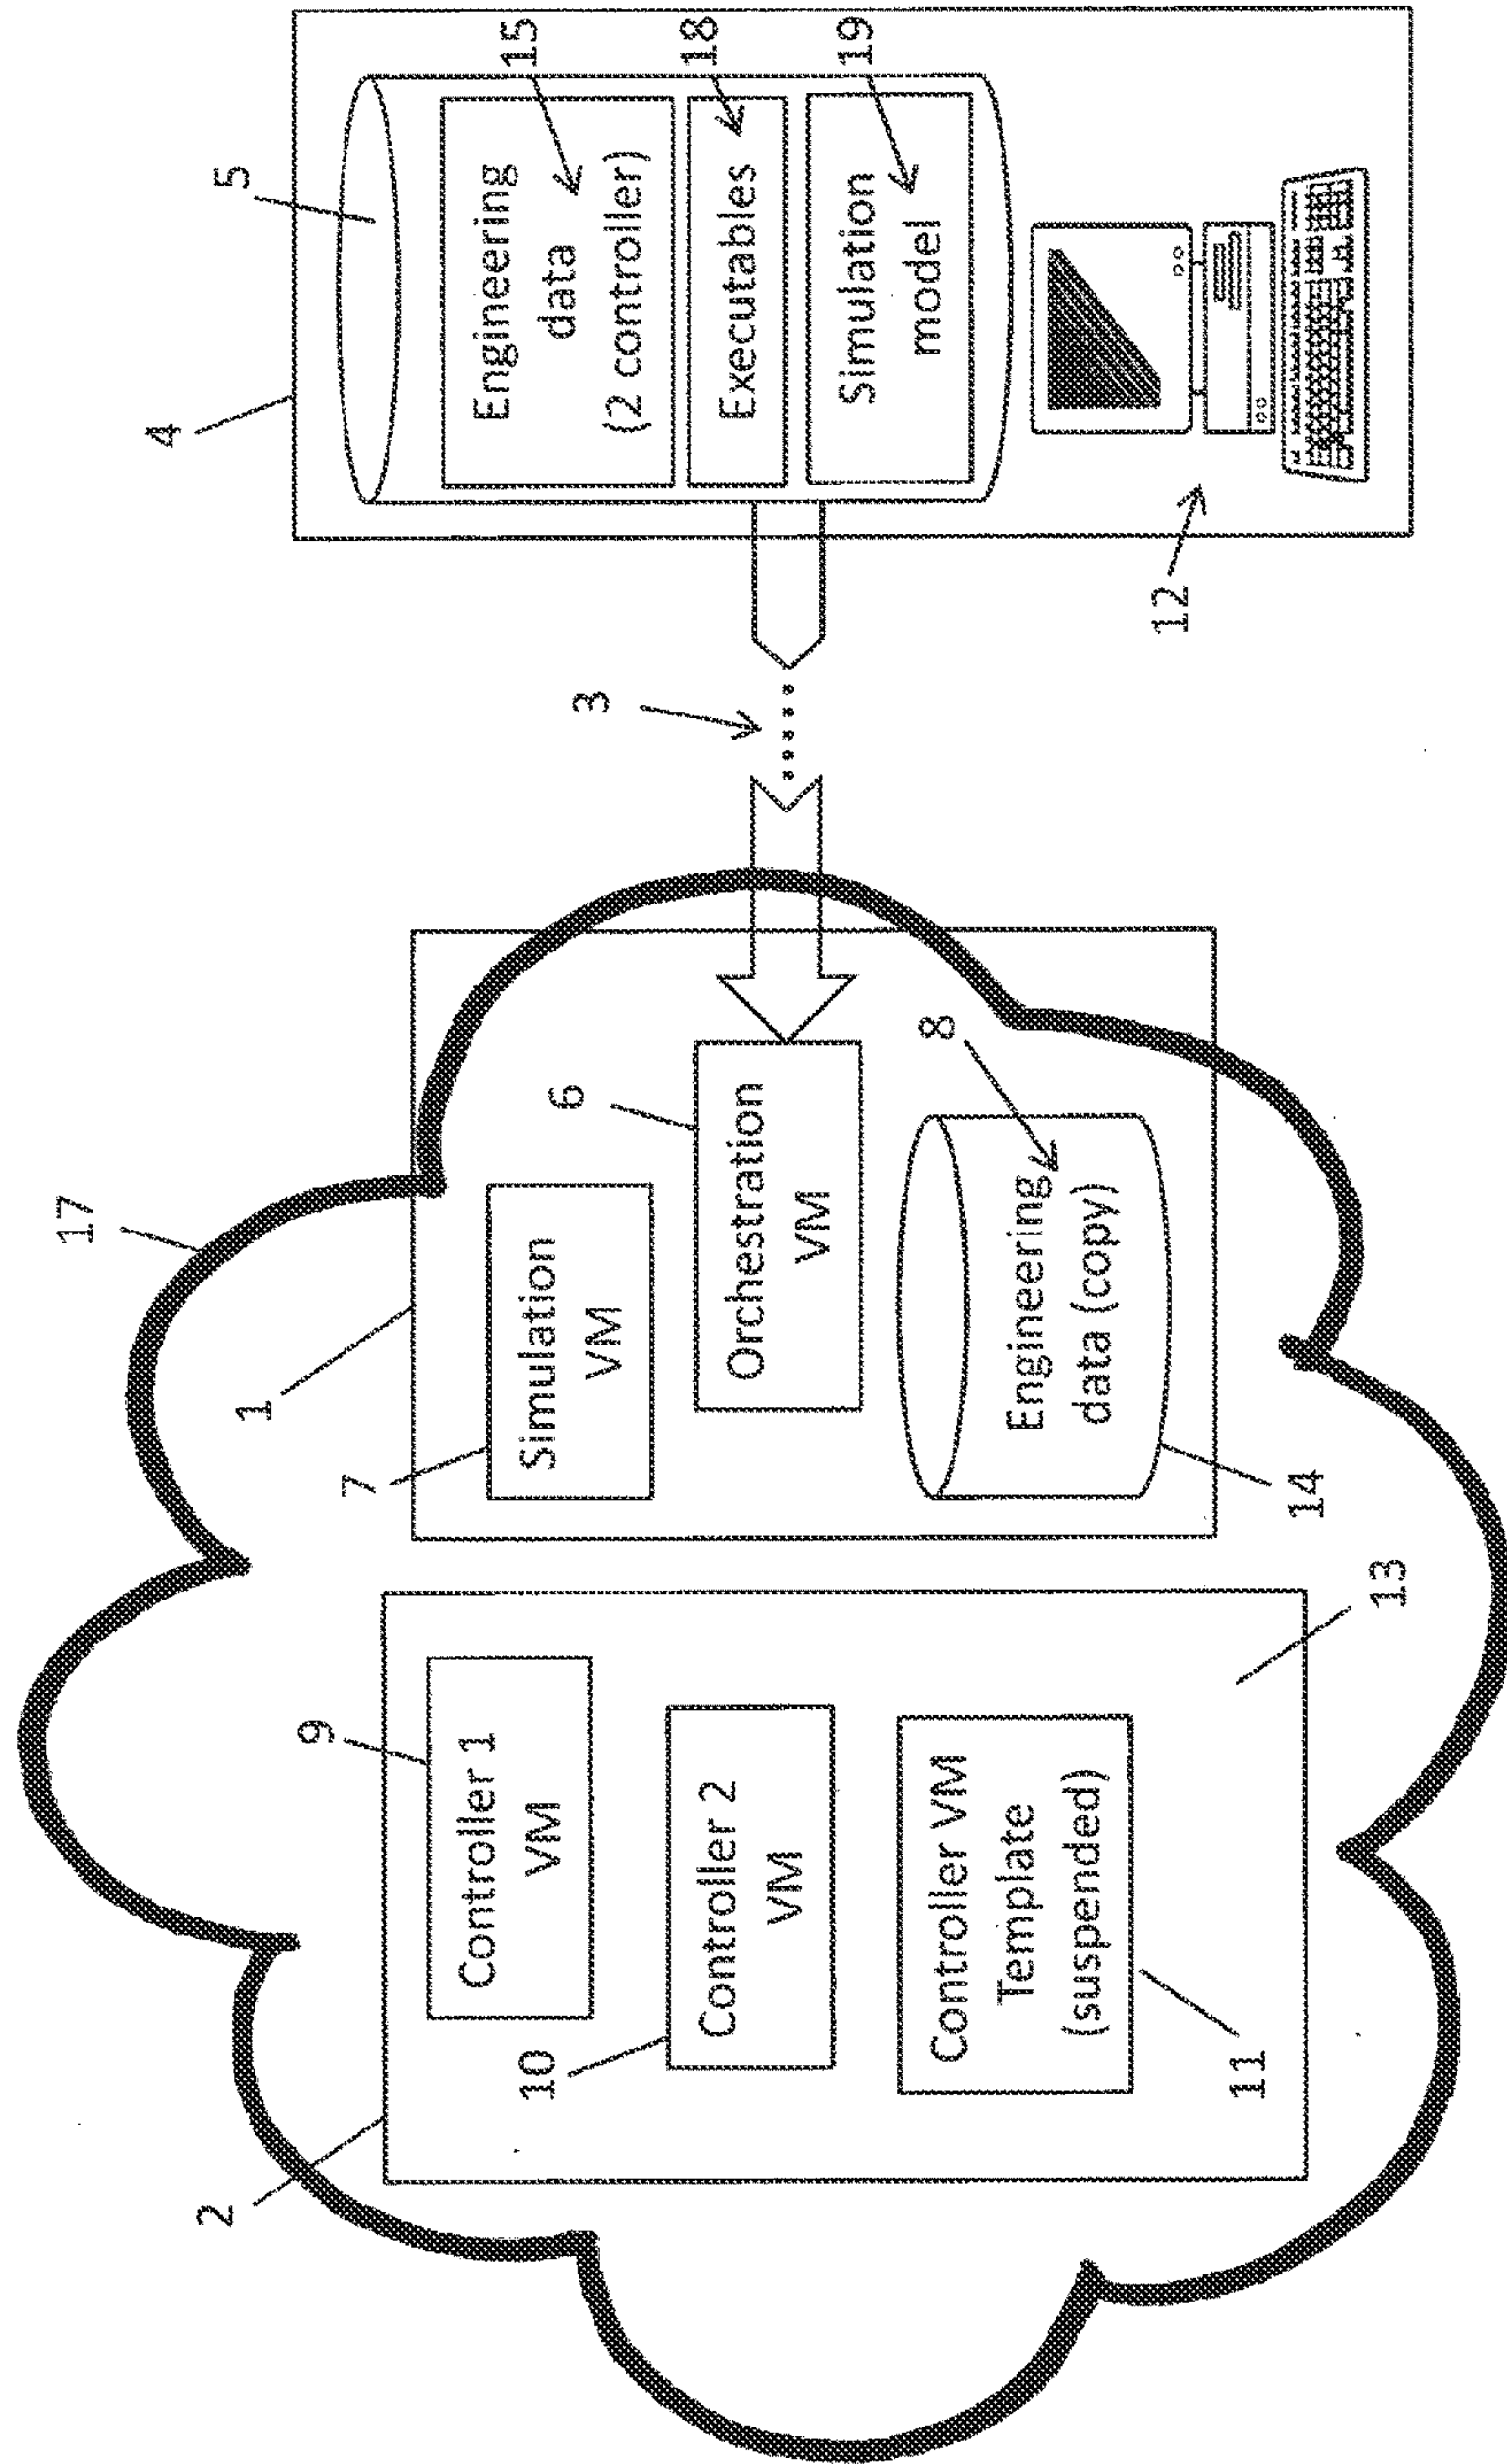 17
1
2
7
Simulation
VM
6
Orchestration
VM
8
Engineering
data (copy)
14
9
Controller 1
VM
10
Controller 2
VM
Controller VM
Template
(suspended)
11
13
3
4
5
Engineering
data
(2 controller)
15
Executables
18
Simulation
model
19
12